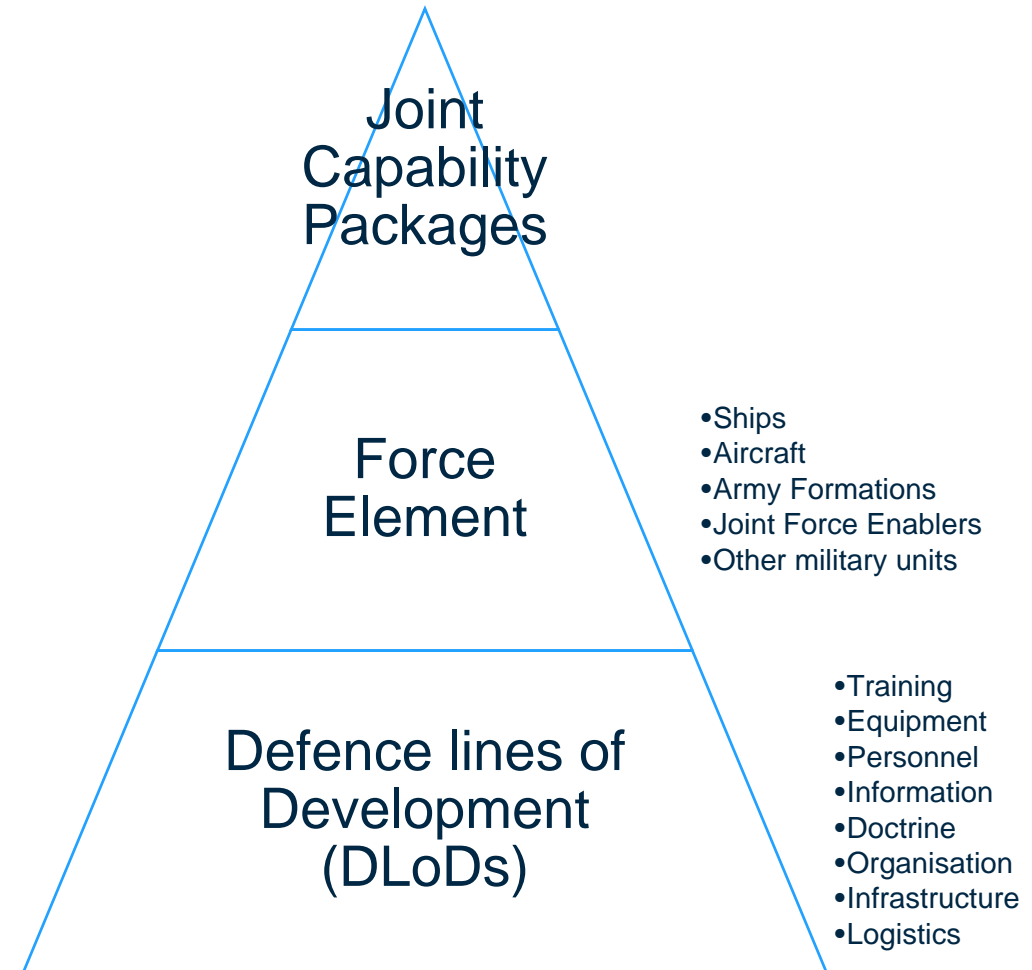 Joint
Capability
Packages
Force
Element
•Ships
•Aircraft
•Army Formations
•Joint Force Enablers
•Other military units
Defence lines of
Development
(DLoDs)
•Training
•Equipment
•Personnel
•Information
•Doctrine
•Organisation
•Infrastructure
•Logistics